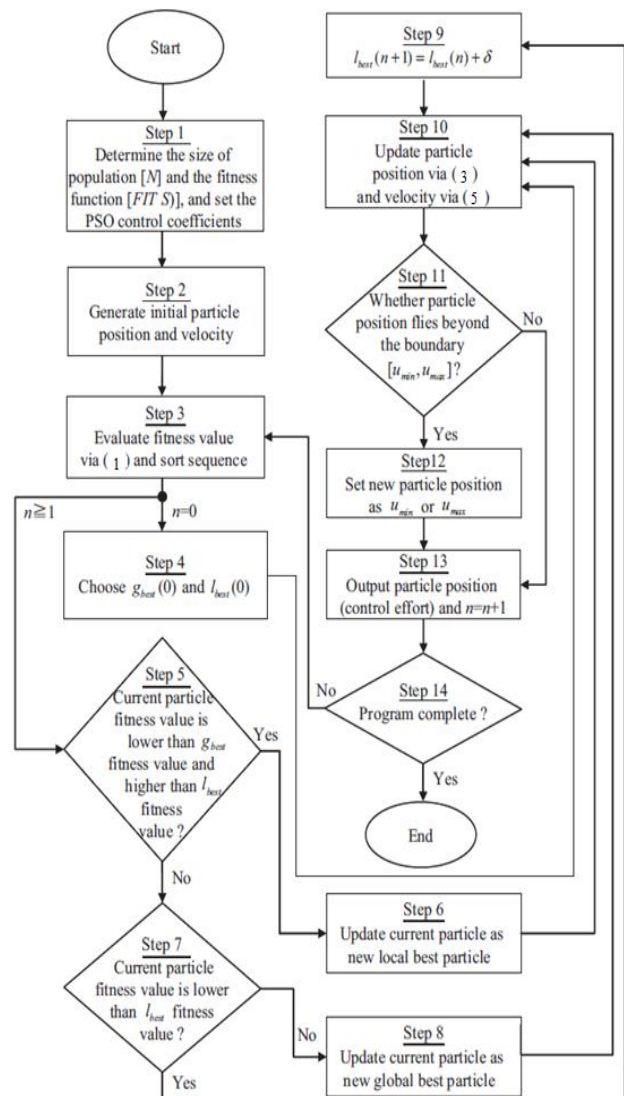 Start
Step 1
Determine the size of
population [N] and the fitness
function [FIT S)], and set the
PSO control coefficients
Step 2
Generate initial particle
position and velocity
Step 3
Evaluate fitness value
via (1) and sort sequence
n≧1
n=0
Step 4
Choose g_best(0) and l_best(0)
Step 5
Current particle
fitness value is
lower than g_best
fitness value and
higher than l_best
fitness
value ?
Yes
No
Step 7
Current particle
fitness value is lower
than l_best fitness
value ?
No
Yes
Step 9
l_best(n+1) = l_best(n) + δ
Step 10
Update particle
position via (3)
and velocity via (5)
Step 11
Whether particle
position flies beyond
the boundary
[u_min, u_max]?
No
Yes
Step12
Set new particle position
as u_min or u_max
Step 13
Output particle position
(control effort) and n=n+1
Step 14
Program complete ?
No
Yes
End
Step 6
Update current particle as
new local best particle
Step 8
Update current particle as
new global best particle